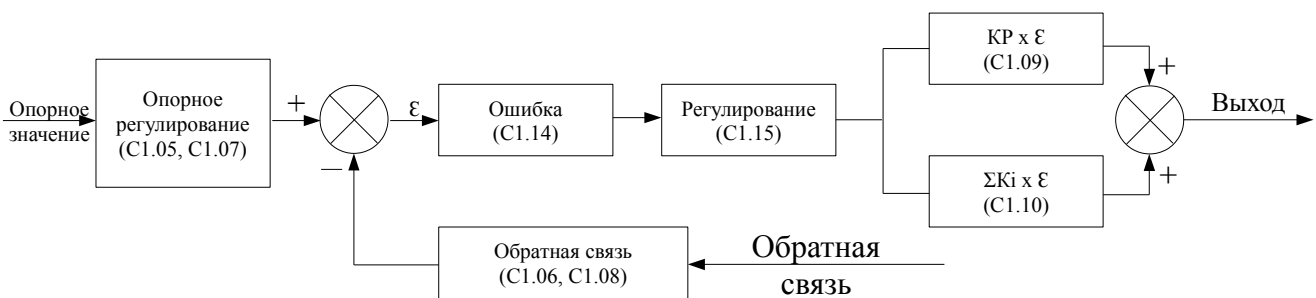 Опорное
значение
Опорное
регулирование
(C1.05, C1.07)
+
−
ε
Ошибка
(C1.14)
Регулирование
(C1.15)
KP x Ɛ
(C1.09)
ΣKi x Ɛ
(C1.10)
+
+
Выход
Обратная связь
(C1.06, C1.08)
Обратная
связь